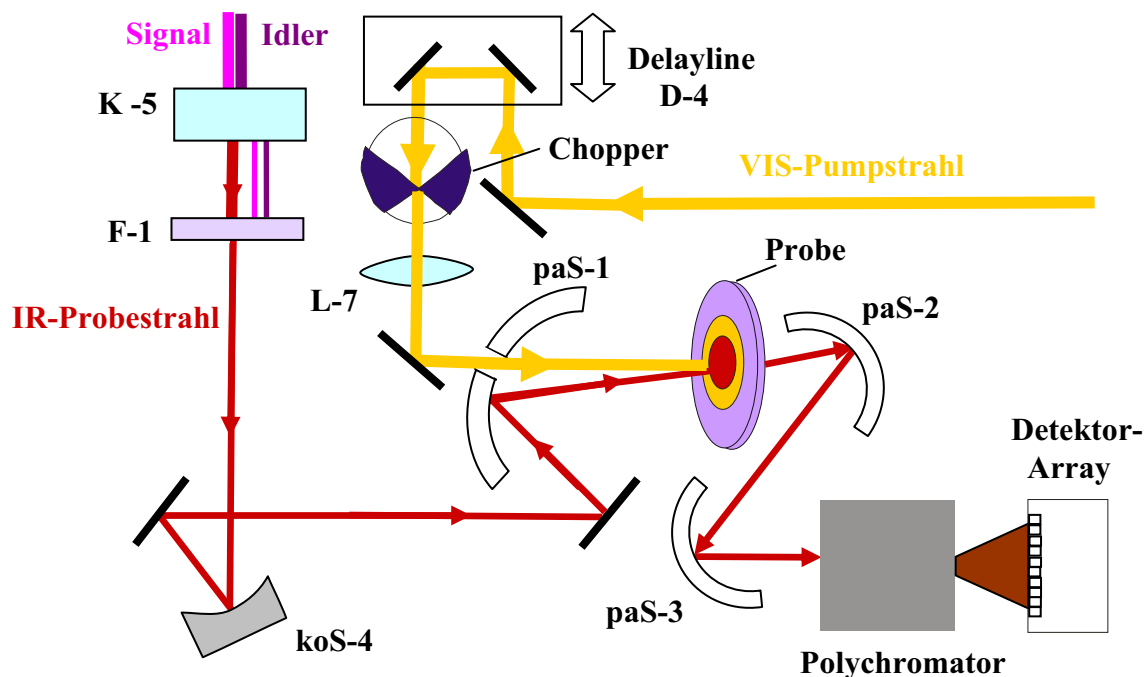 Signal Idler
K -5
Delayline
D-4
Chopper
VIS-Pumpstrahl
F-1
Probe
paS-1
L-7
IR-Probestrahl
paS-2
Detektor-
Array
paS-3
koS-4
Polychromator